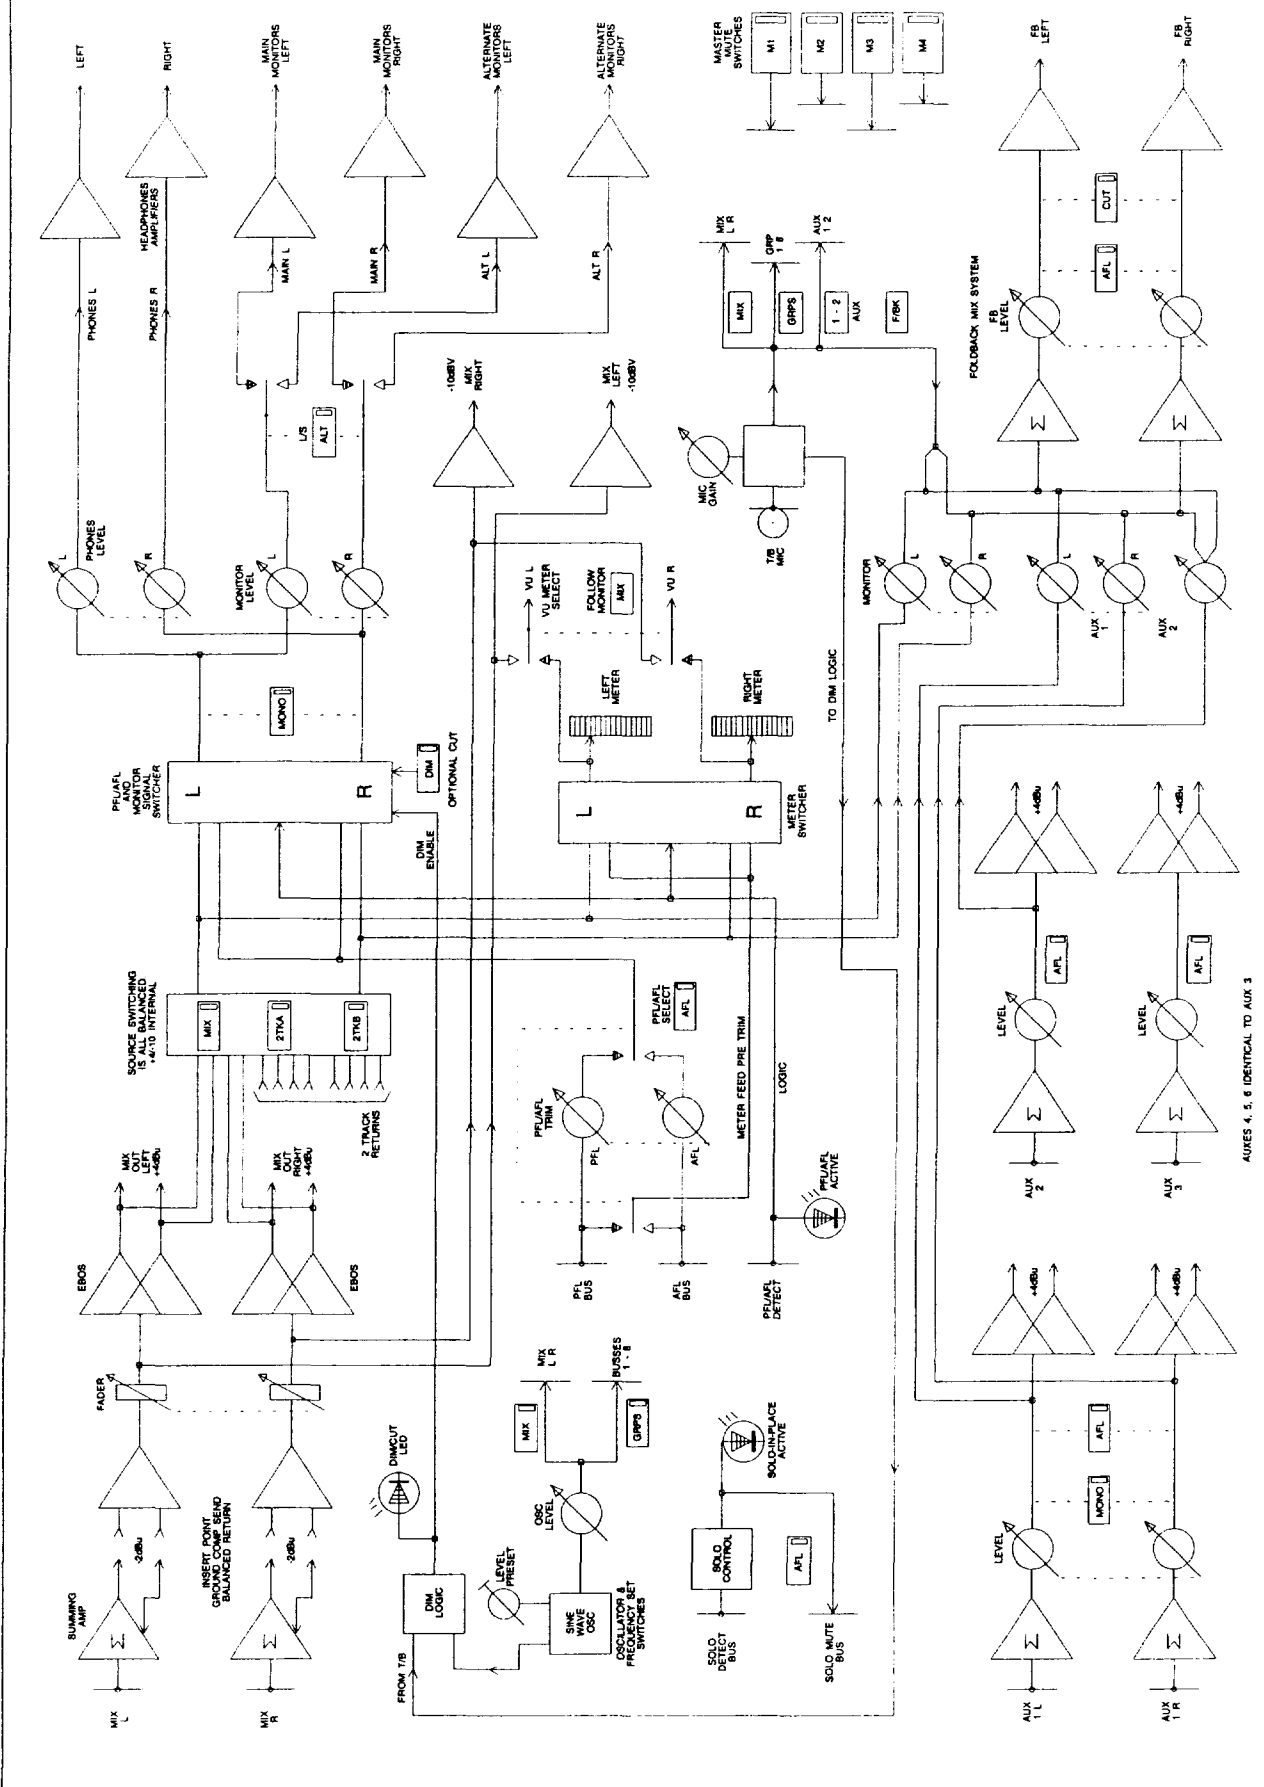 MIX
L
MIX
R
SUMMING
AMP
Σ
Σ
-2dBu
-2dBu
INSERT POINT
GROUND COMP SEND
BALANCED RETURN
FADER
EBOS
EBOS
MIX
OUT
LEFT
+4dBu
MIX
OUT
RIGHT
+4dBu
2 TRACK
RETURNS
SOURCE SWITCHING
IS ALL BALANCED
+4/-10 INTERNAL
MIX
2TKA
2TKB
PFL/AFL
AND
MONITOR
SIGNAL
SWITCHER
L
R
MONO
DIM
OPTIONAL CUT
DIM
ENABLE
PHONES
LEVEL
L
R
MONITOR
LEVEL
L
R
PHONES L
PHONES R
HEADPHONES
AMPLIFIERS
L/S
ALT
MAIN L
MAIN R
ALT L
ALT R
LEFT
RIGHT
MAIN
MONITORS
LEFT
MAIN
MONITORS
RIGHT
ALTERNATE
MONITORS
LEFT
ALTERNATE
MONITORS
RIGHT
FROM T/B
DIM
LOGIC
DIM/CUT
LED
LEVEL
PRESET
SINE
WAVE
OSC
OSCILLATOR &
FREQUENCY SET
SWITCHES
OSC
LEVEL
MIX
GRPS
MIX
L R
BUSSES
1 - 8
PFL
BUS
AFL
BUS
PFL/AFL
DETECT
PFL/AFL
ACTIVE
PFL/AFL
TRIM
PFL
AFL
PFL/AFL
SELECT
AFL
METER FEED PRE TRIM
LOGIC
L
R
METER
SWITCHER
LEFT
METER
RIGHT
METER
VU L
VU METER
SELECT
FOLLOW
MONITOR
MIX
VU R
-10dBV
MIX
RIGHT
MIX
LEFT
-10dBV
SOLO
DETECT
BUS
SOLO
CONTROL
SOLO-IN-PLACE
ACTIVE
AFL
SOLO MUTE
BUS
TO DIM LOGIC
T/B
MIC
MIC
GAIN
MIX
GRPS
1 - 2
AUX
F/BK
MIX
L R
GRP
1 8
AUX
1 2
MASTER
MUTE
SWITCHES
M1
M2
M3
M4
MONITOR
L
R
L
AUX
1
R
AUX
2
FOLDBACK MIX SYSTEM
FB
LEVEL
Σ
Σ
AFL
CUT
FB
LEFT
FB
RIGHT
AUX
1 L
AUX
1 R
Σ
Σ
LEVEL
MONO
AFL
+4dBu
+4dBu
AUX
2
AUX
3
Σ
Σ
LEVEL
LEVEL
AFL
AFL
+4dBu
+4dBu
AUXES 4, 5, 6 IDENTICAL TO AUX 3